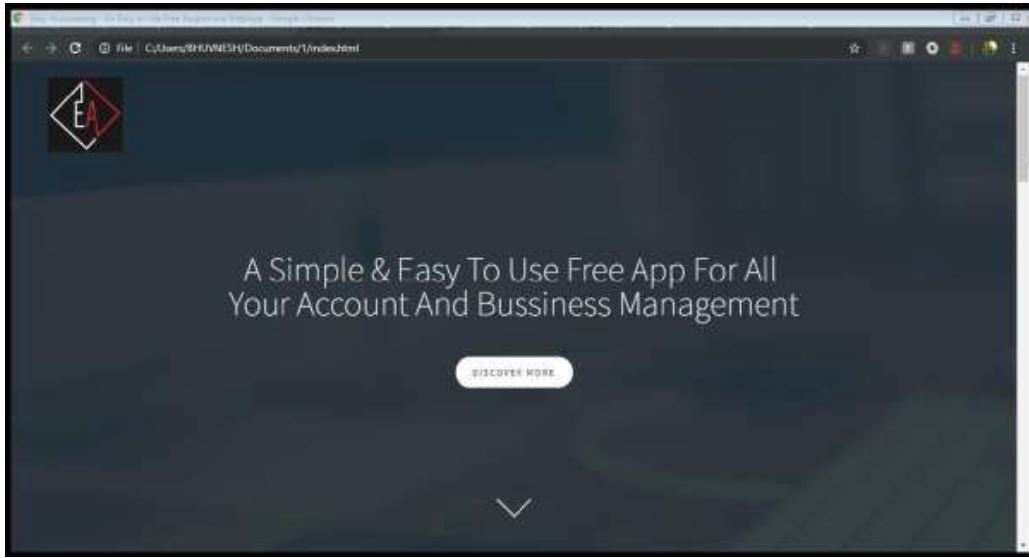 File | C:/Users/BHUVNESH/Documents/1/index.html
EA
A Simple & Easy To Use Free App For All
Your Account And Bussiness Management
DISCOVER MORE